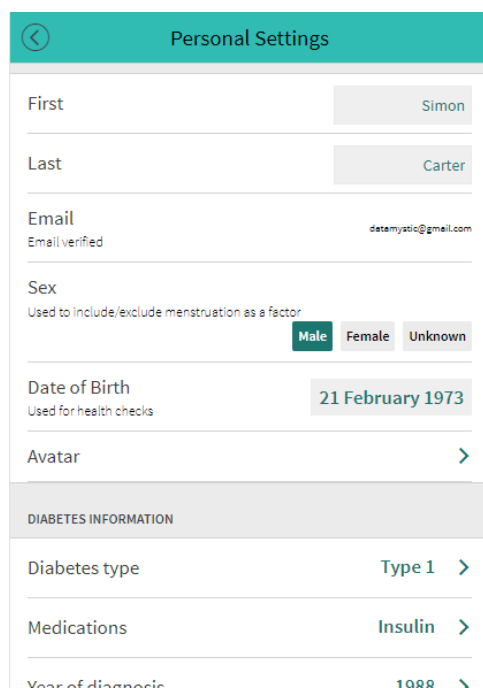 Personal Settings
First Simon
Last Carter
Email
Email verified datamystic@gmail.com
Sex
Used to include/exclude menstruation as a factor
Male Female Unknown
Date of Birth
Used for health checks 21 February 1973
Avatar
DIABETES INFORMATION
Diabetes type Type 1
Medications Insulin
Year of diagnosis 1988